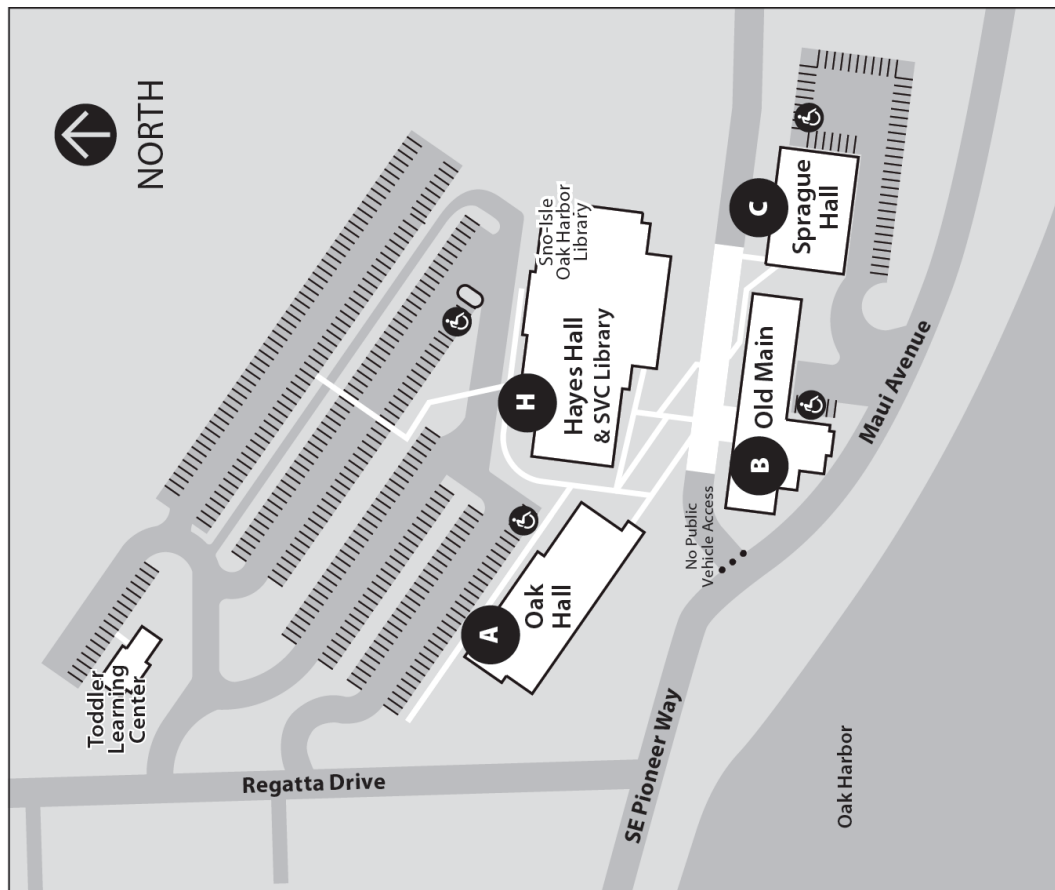 NORTH
Toddler
Learning
Center
Regatta Drive
Sno-Isle
Oak Harbor
Library
H
Hayes Hall
& SVC Library
A
Oak
Hall
C
Sprague
Hall
B
Old Main
No Public
Vehicle Access
Maui Avenue
SE Pioneer Way
Oak Harbor